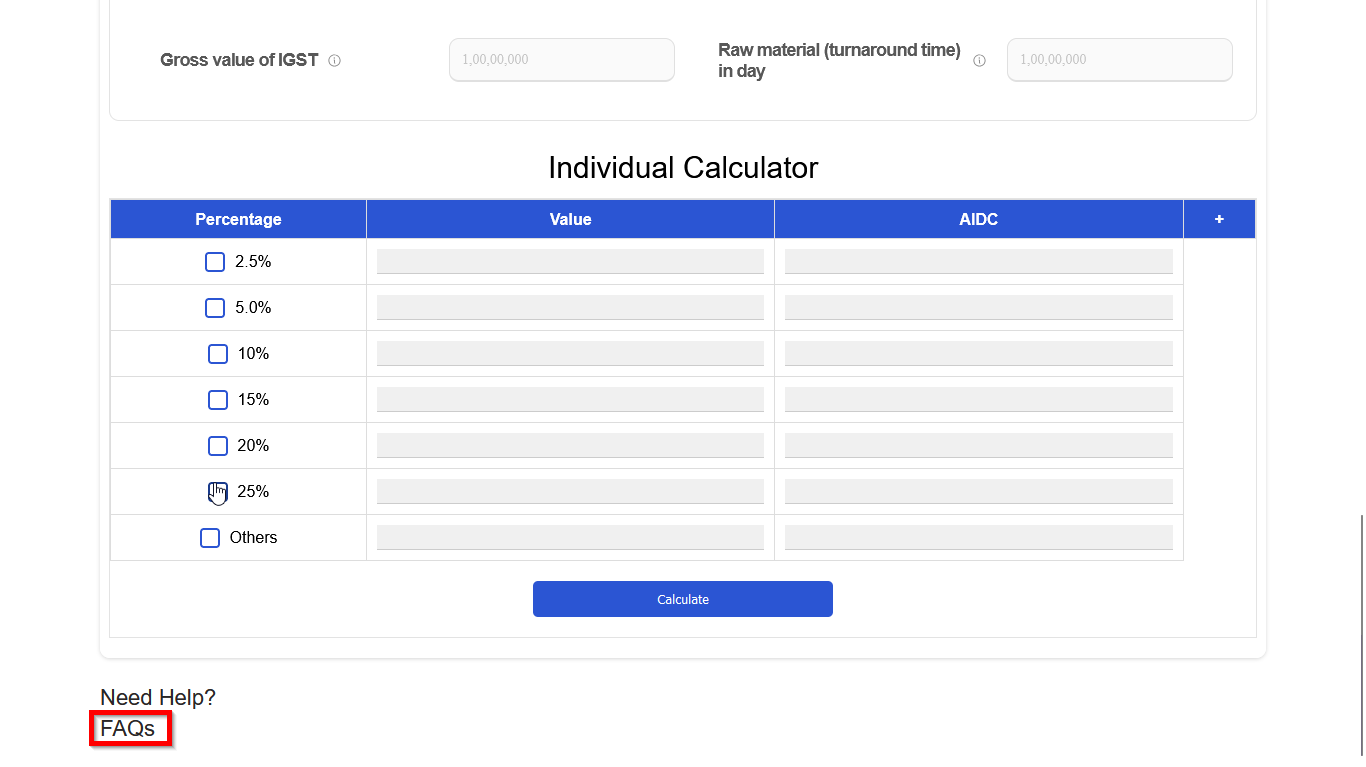 Gross value of IGST
1,00,00,000
Raw material (turnaround time)
in day
1,00,00,000
Individual Calculator
Percentage Value AIDC +
2.5%
5.0%
10%
15%
20%
25%
Others
Calculate
Need Help?
FAQs